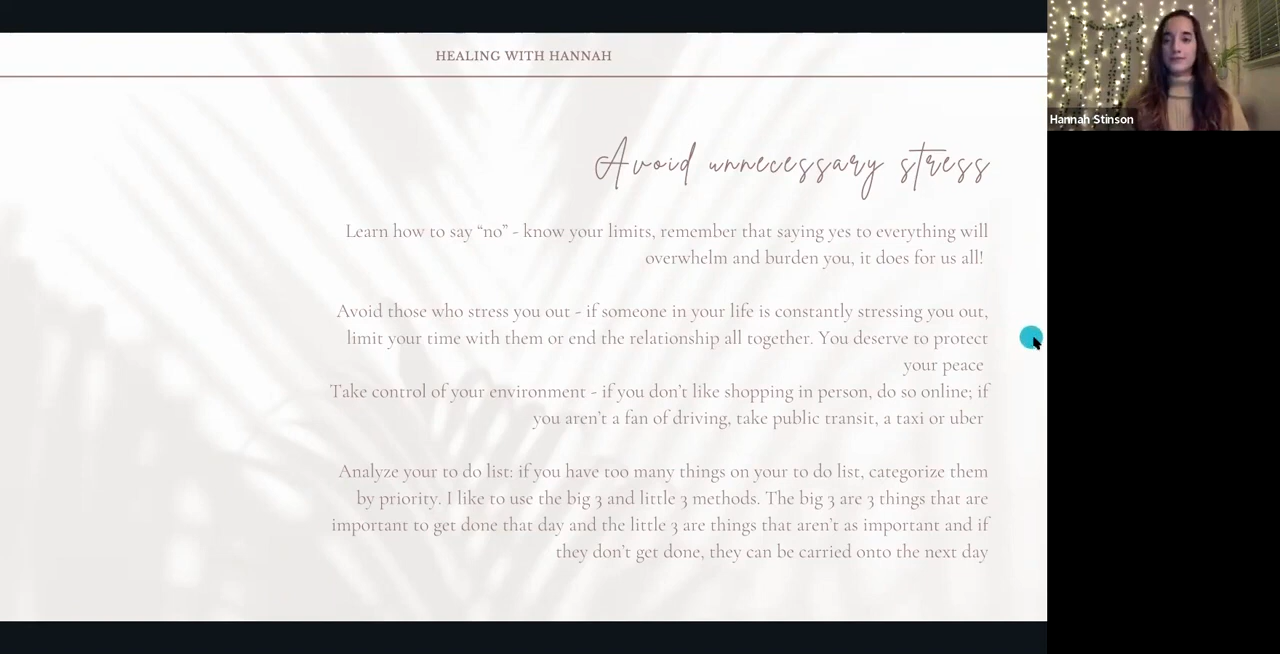 HEALING WITH HANNAH
Hannah Stinson
Avoid unnecessary stress
Learn how to say “no” - know your limits, remember that saying yes to everything will
overwhelm and burden you, it does for us all!
Avoid those who stress you out - if someone in your life is constantly stressing you out,
limit your time with them or end the relationship all together. You deserve to protect
your peace
Take control of your environment - if you don’t like shopping in person, do so online; if
you aren’t a fan of driving, take public transit, a taxi or uber
Analyze your to do list: if you have too many things on your to do list, categorize them
by priority. I like to use the big 3 and little 3 methods. The big 3 are 3 things that are
important to get done that day and the little 3 are things that aren’t as important and if
they don’t get done, they can be carried onto the next day